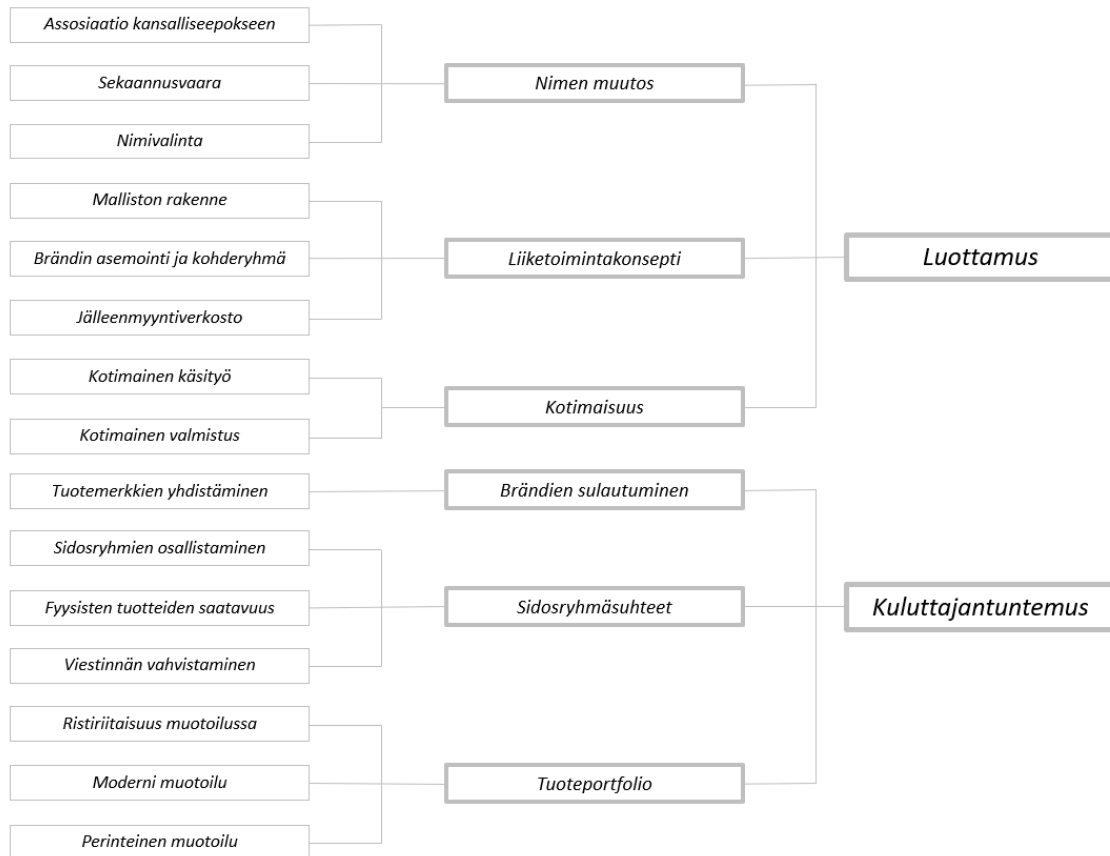 Assosiaatio kansalliseepokseen
Sekaannusvaara
Nimen muutos
Nimivalinta
Malliston rakenne
Brändin asemointi ja kohderyhmä
Liiketoimintakonsepti
Luottamus
Jälleenmyyntiverkosto
Kotimainen käsityö
Kotimaisuus
Kotimainen valmistus
Tuotemerkkien yhdistäminen
Brändien sulautuminen
Sidosryhmien osallistaminen
Fyysisten tuotteiden saatavuus
Sidosryhmäsuhteet
Kuluttajantuntemus
Viestinnän vahvistaminen
Ristiriitaisuus muotoilussa
Moderni muotoilu
Tuoteportfolio
Perinteinen muotoilu